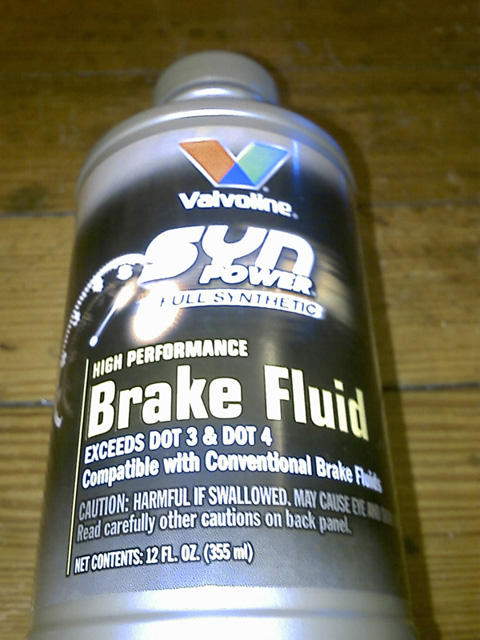 Valvoline
SYN
POWER
FULL SYNTHETIC
HIGH PERFORMANCE
Brake Fluid
EXCEEDS DOT 3 & DOT 4
Compatible with Conventional Brake Fluids
CAUTION: HARMFUL IF SWALLOWED. MAY CAUSE EYE AND
Read carefully other cautions on back panel.
NET CONTENTS: 12 FL. OZ. (355 ml)